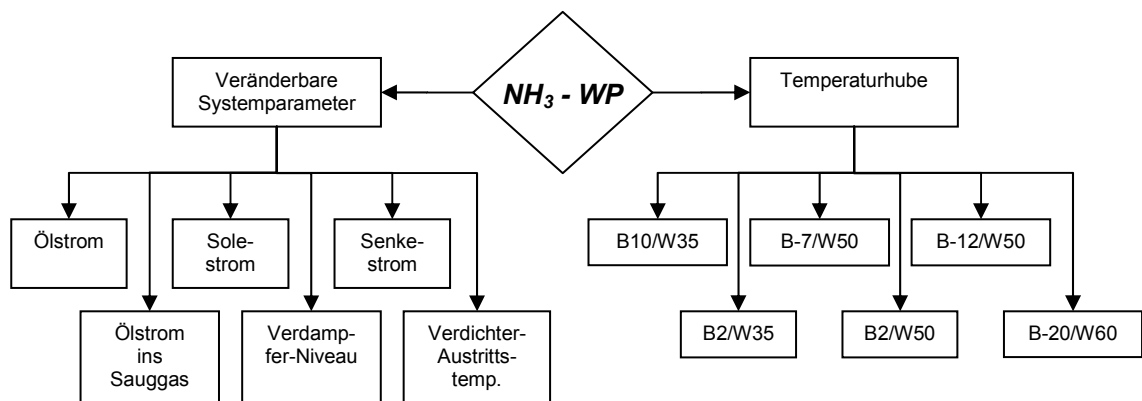 Veränderbare
Systemparameter
NH₃ - WP
Temperaturhube
Ölstrom
Sole-
strom
Senke-
strom
B10/W35
B-7/W50
B-12/W50
Ölstrom
ins
Sauggas
Verdamp-
fer-Niveau
Verdichter-
Austritts-
temp.
B2/W35
B2/W50
B-20/W60